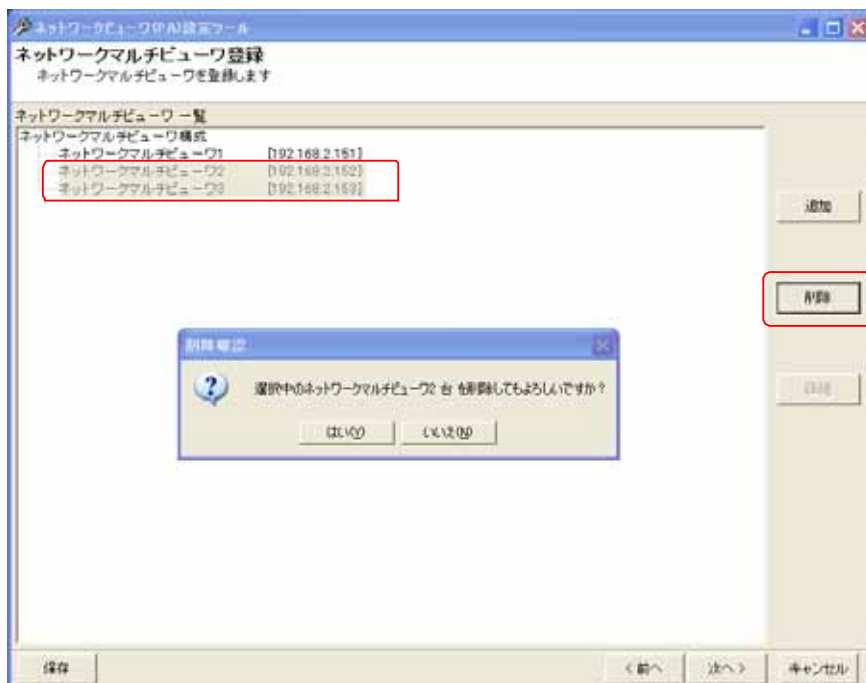 ネットワークビューワ(PA)設定ツール
ネットワークマルチビューワ登録
ネットワークマルチビューワを登録します
ネットワークマルチビューワ 一覧
ネットワークマルチビューワ構成
ネットワークマルチビューワ1 [192.168.2.151]
ネットワークマルチビューワ2 [192.168.2.152]
ネットワークマルチビューワ3 [192.168.2.153]
追加
削除
削除確認
選択中のネットワークマルチビューワ2 台 を削除してもよろしいですか？
はい(Y)
いいえ(N)
保存
< 前へ
次へ >
キャンセル